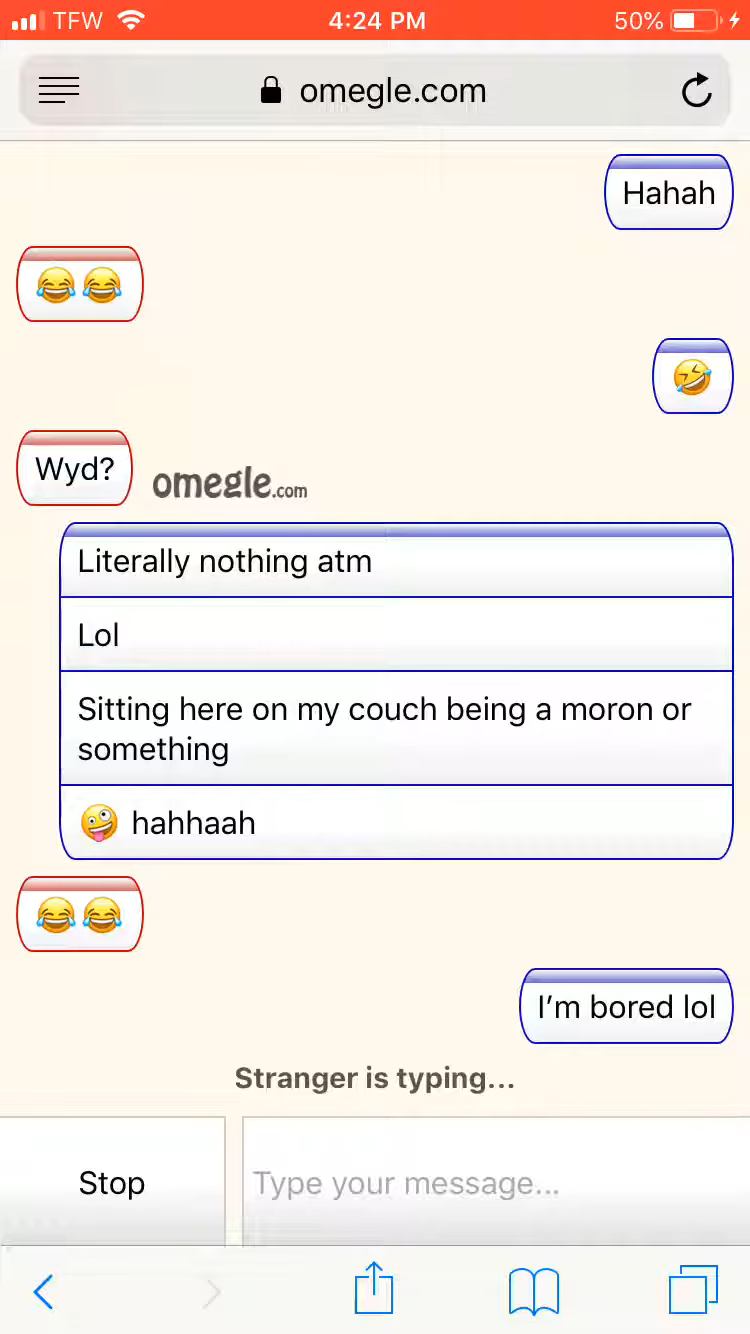 TFW 4:24 PM 50%
omegle.com
Hahah
😂😂
🤣
Wyd?
omegle.com
Literally nothing atm
Lol
Sitting here on my couch being a moron or
something
🤪 hahhaah
😂😂
I’m bored lol
Stranger is typing...
Stop
Type your message...